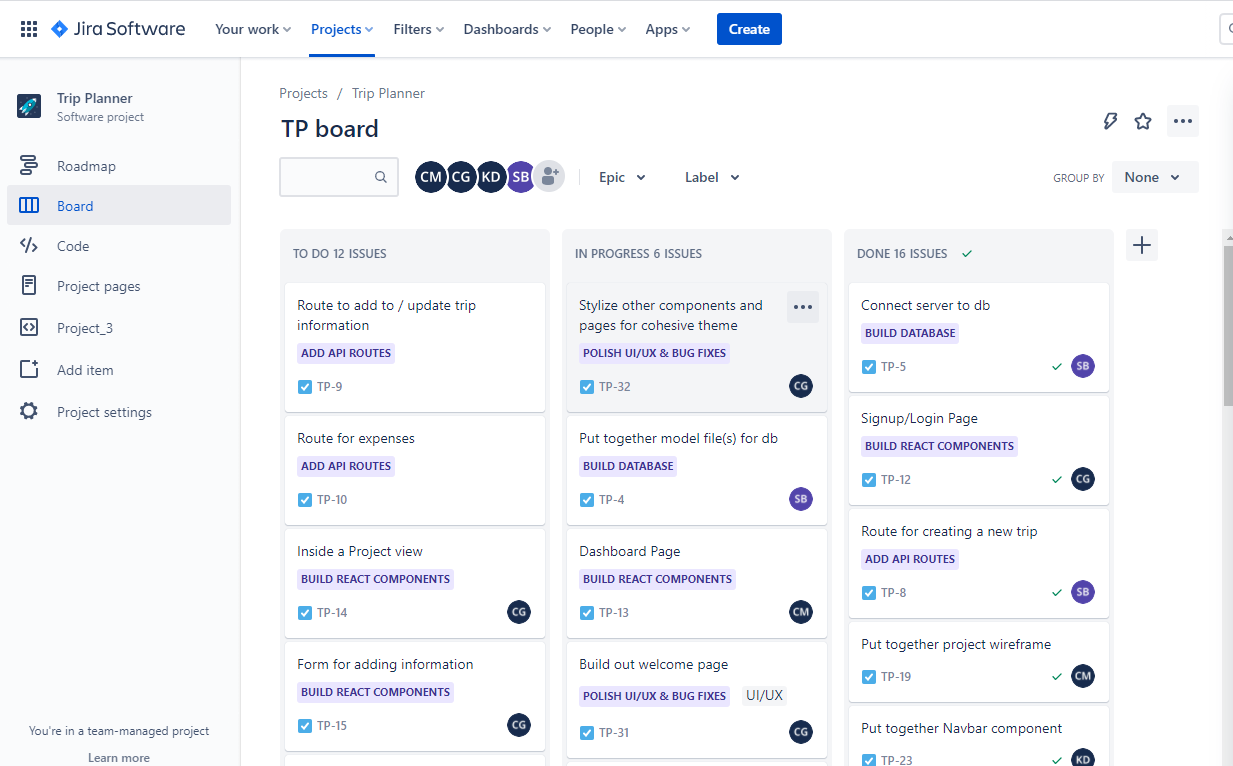 Jira Software
Your work
Projects
Filters
Dashboards
People
Apps
Create
Trip Planner
Software project
Roadmap
Board
Code
Project pages
Project_3
Add item
Project settings
You're in a team-managed project
Learn more
Projects / Trip Planner
TP board
CM CG KD SB
Epic
Label
GROUP BY
None
TO DO 12 ISSUES
Route to add to / update trip
information
ADD API ROUTES
TP-9
Route for expenses
ADD API ROUTES
TP-10
Inside a Project view
BUILD REACT COMPONENTS
TP-14
CG
Form for adding information
BUILD REACT COMPONENTS
TP-15
CG
IN PROGRESS 6 ISSUES
Stylize other components and
pages for cohesive theme
POLISH UI/UX & BUG FIXES
TP-32
CG
Put together model file(s) for db
BUILD DATABASE
TP-4
SB
Dashboard Page
BUILD REACT COMPONENTS
TP-13
CM
Build out welcome page
POLISH UI/UX & BUG FIXES
UI/UX
TP-31
CG
DONE 16 ISSUES
Connect server to db
BUILD DATABASE
TP-5
SB
Signup/Login Page
BUILD REACT COMPONENTS
TP-12
CG
Route for creating a new trip
ADD API ROUTES
TP-8
SB
Put together project wireframe
TP-19
CM
Put together Navbar component
TP-23
KD